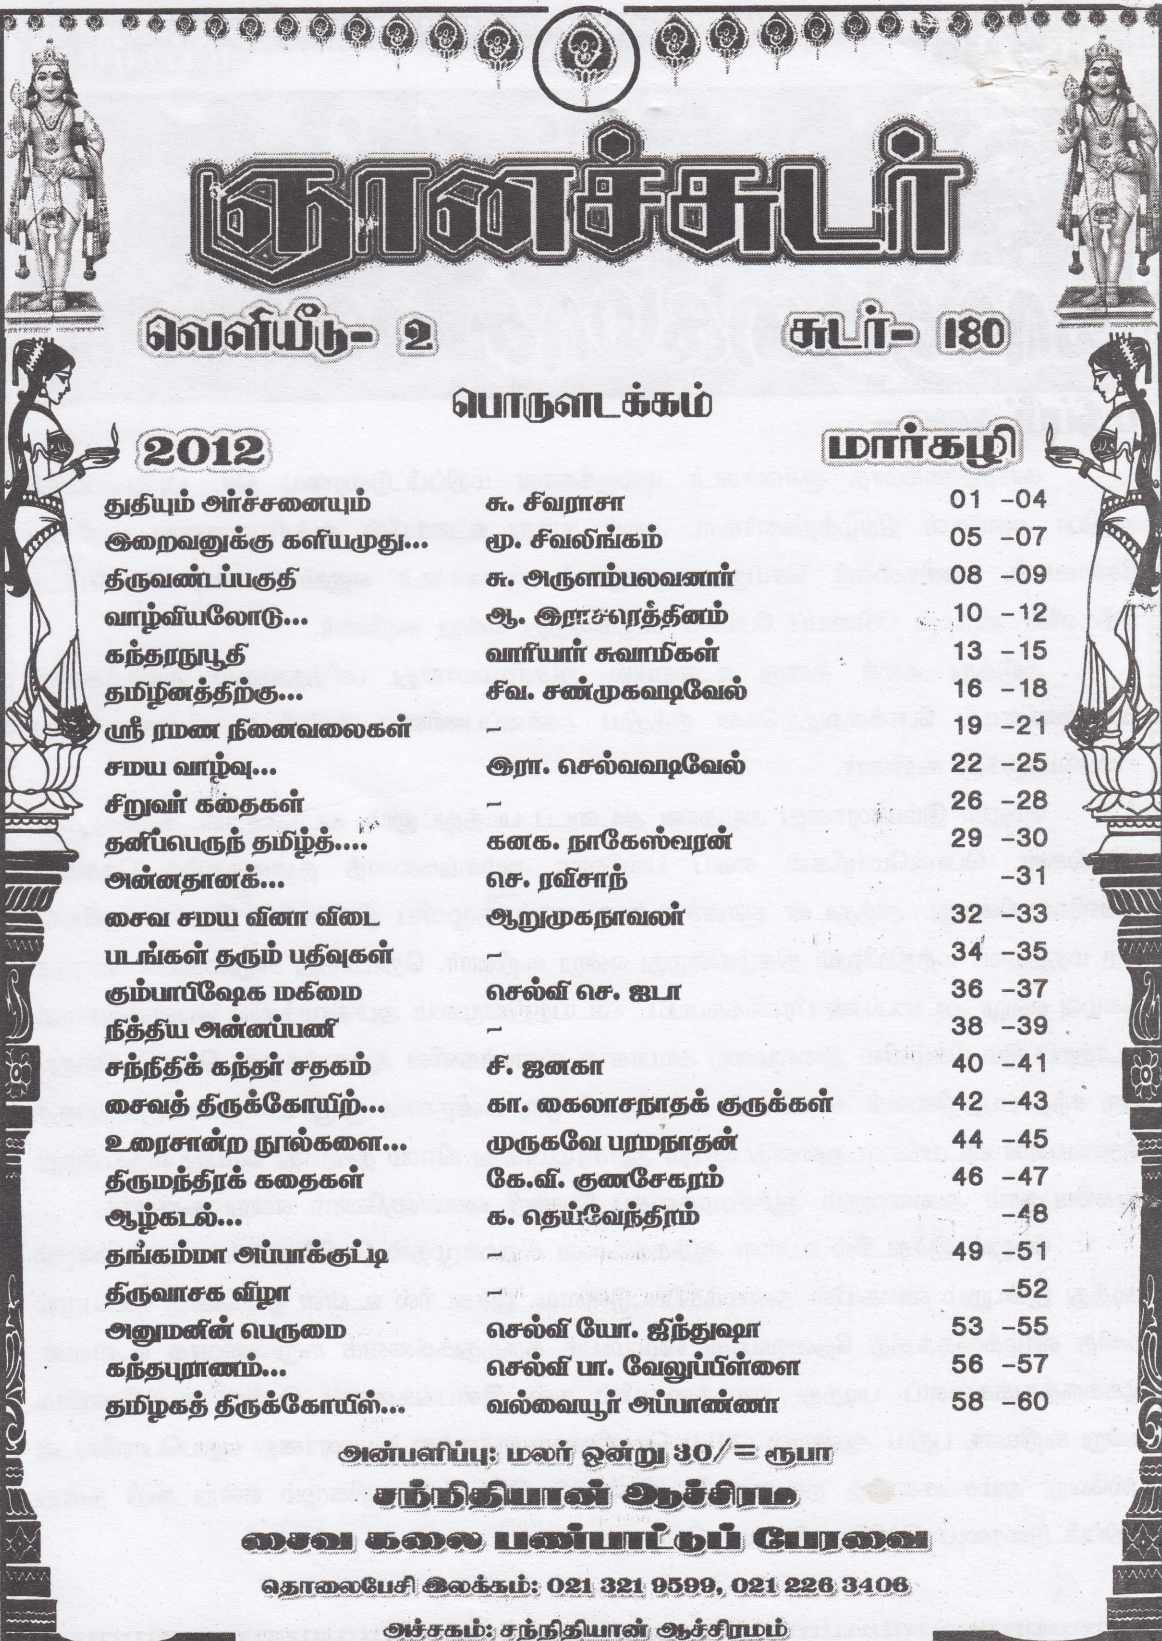 ஞானச்சுடர்
வெளியீடு- 2 சுடர்- 180
பொருளடக்கம்
2012 மார்கழி
துதியும் அர்ச்சனையும் சு. சிவராசா 01 -04
இறைவனுக்கு களியமுது... மூ. சிவலிங்கம் 05 -07
திருவண்டப்பகுதி சு. அருளம்பலவனார் 08 -09
வாழ்வியலோடு... ஆ. இராசரெத்தினம் 10 -12
கந்தரநுபூதி வாரியார் சுவாமிகள் 13 -15
தமிழினத்திற்கு... சிவ. சண்முகவடிவேல் 16 -18
ஸ்ரீ ரமண நினைவலைகள் - 19 -21
சமய வாழ்வு... இரா. செல்வவடிவேல் 22 -25
சிறுவர் கதைகள் - 26 -28
தனிப்பெருந் தமிழ்த்.... கனக. நாகேஸ்வரன் 29 -30
அன்னதானக்... செ. ரவிசாந் -31
சைவ சமய வினா விடை ஆறுமுகநாவலர் 32 -33
படங்கள் தரும் பதிவுகள் - 34 -35
கும்பாபிஷேக மகிமை செல்வி செ. ஐடா 36 -37
நித்திய அன்னப்பணி - 38 -39
சந்நிதிக் கந்தர் சதகம் சி. ஜனகா 40 -41
சைவத் திருக்கோயிற்... கா. கைலாசநாதக் குருக்கள் 42 -43
உரைசான்ற நூல்களை... முருகவே பரமநாதன் 44 -45
திருமந்திரக் கதைகள் கே.வி. குணசேகரம் 46 -47
ஆழ்கடல்... க. தெய்வேந்திரம் -48
தங்கம்மா அப்பாக்குட்டி 49 -51
திருவாசக விழா - -52
அனுமனின் பெருமை செல்வி யோ. ஜிந்துஷா 53 -55
கந்தபுராணம்... செல்வி பா. வேலுப்பிள்ளை 56 -57
தமிழகத் திருக்கோயில்... வல்வையூர் அப்பாண்ணா 58 -60
அன்பளிப்பு: மலர் ஒன்று 30/= ரூபா
சந்நிதியான் ஆச்சிரம
சைவ கலை பண்பாட்டுப் பேரவை
தொலைபேசி இலக்கம்: 021 321 9599, 021 226 3406
அச்சகம்: சந்நிதியான் ஆச்சிரமம்